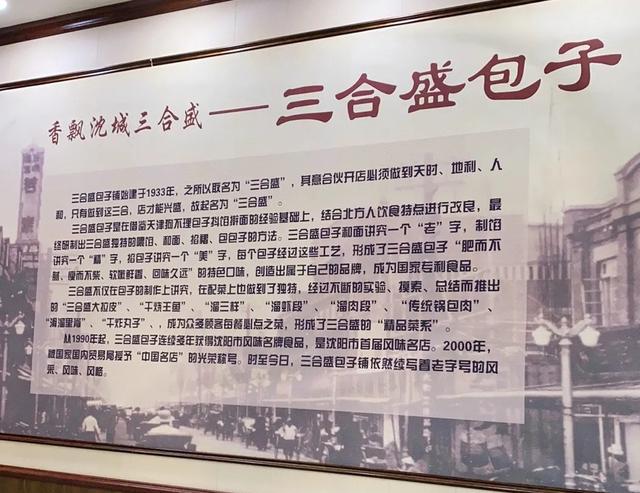 香飘沈城三合盛——三合盛包子
三合盛包子铺始建于1933年，之所以取名为“三合盛”，其意合伙开店必须做到天时、地利、人
和，只有做到这三合，店才能兴盛，故起名为“三合盛”。
三合盛包子是在借鉴天津狗不理包子抖馅擀面的经验基础上，结合北方人饮食特点进行改良，最
终研制出三合盛独特的喂馅、和面、掐褶、包包子的方法。三合盛包子和面讲究一个“老”字，制馅
讲究一个“精”字，掐包子讲究一个“美”字，每个包子经过这些工艺，形成了三合盛包子“肥而不
腻、瘦而不柴、软嫩鲜香、回味久远”的特色口味，创造出属于自己的品牌，成为国家专利食品。
三合盛不仅在包子的制作上讲究，在配菜上也做到了独特，经过不断的实验、摸索、总结而推出
的“三合盛大拉皮”、“干烧王鱼”、“溜三样”、“溜虾段”、“溜肉段”、“传统锅包肉”、
“滑溜里脊”、“干炸丸子”、，成为众多顾客每餐必点之菜，形成了三合盛的“精品菜系”。
从1990年起，三合盛包子连续多年获得沈阳市风味名牌食品，是沈阳市首届风味名店。2000年，
被国家国内贸易局授予“中国名店”的光荣称号。时至今日，三合盛包子铺依然续写着老字号的风
采、风味、风格。